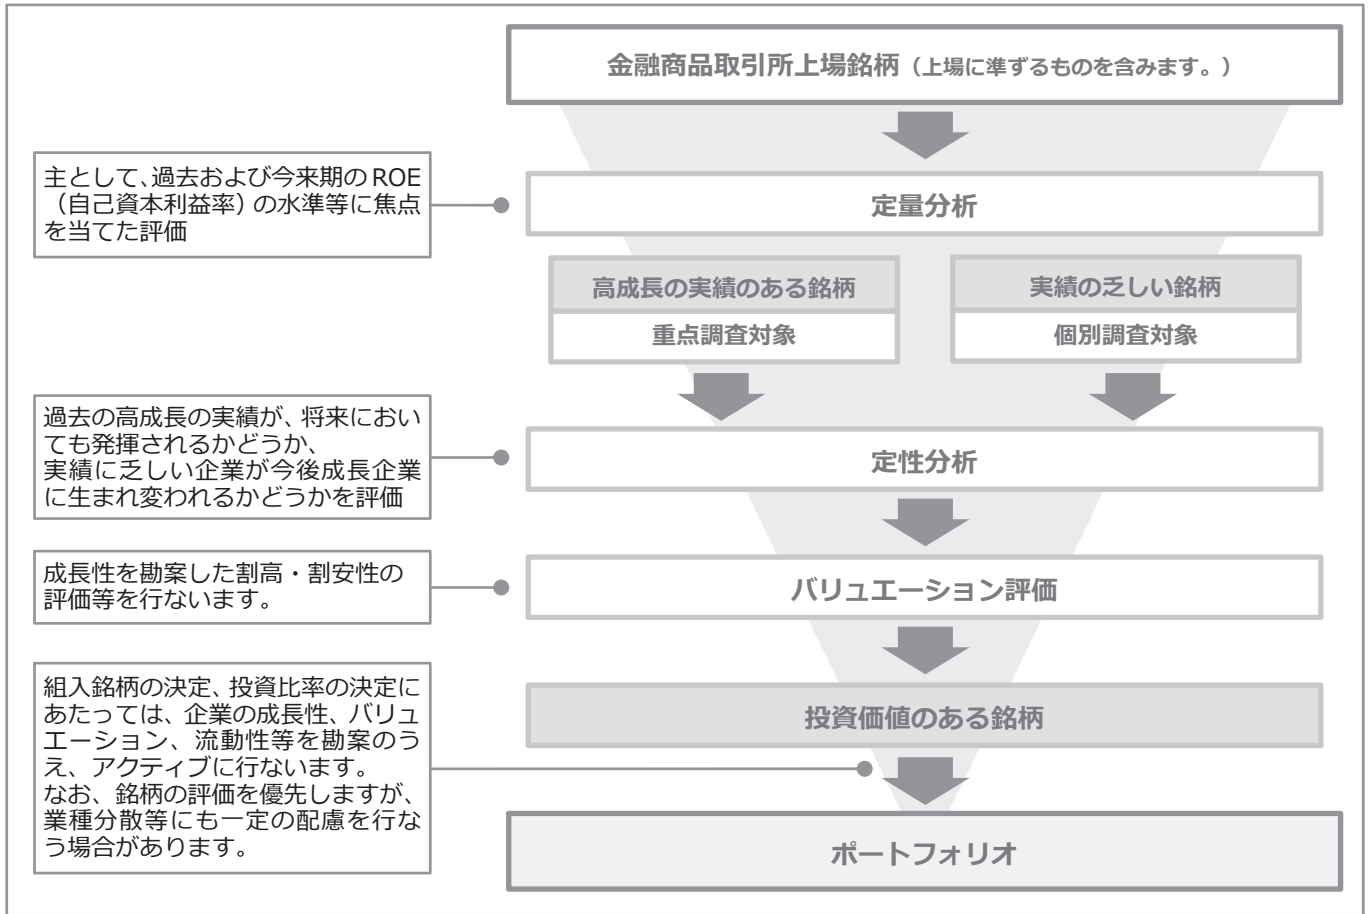 金融商品取引所上場銘柄（上場に準ずるものを含みます。）
主として、過去および今来期のROE
（自己資本利益率）の水準等に焦点
を当てた評価
定量分析
高成長の実績のある銘柄
重点調査対象
実績の乏しい銘柄
個別調査対象
過去の高成長の実績が、将来におい
ても発揮されるかどうか、
実績に乏しい企業が今後成長企業
に生まれ変われるかどうかを評価
定性分析
成長性を勘案した割高・割安性の
評価等を行ないます。
バリュエーション評価
組入銘柄の決定、投資比率の決定に
あたっては、企業の成長性、バリュ
エーション、流動性等を勘案のう
え、アクティブに行ないます。
なお、銘柄の評価を優先しますが、
業種分散等にも一定の配慮を行な
う場合があります。
投資価値のある銘柄
ポートフォリオ